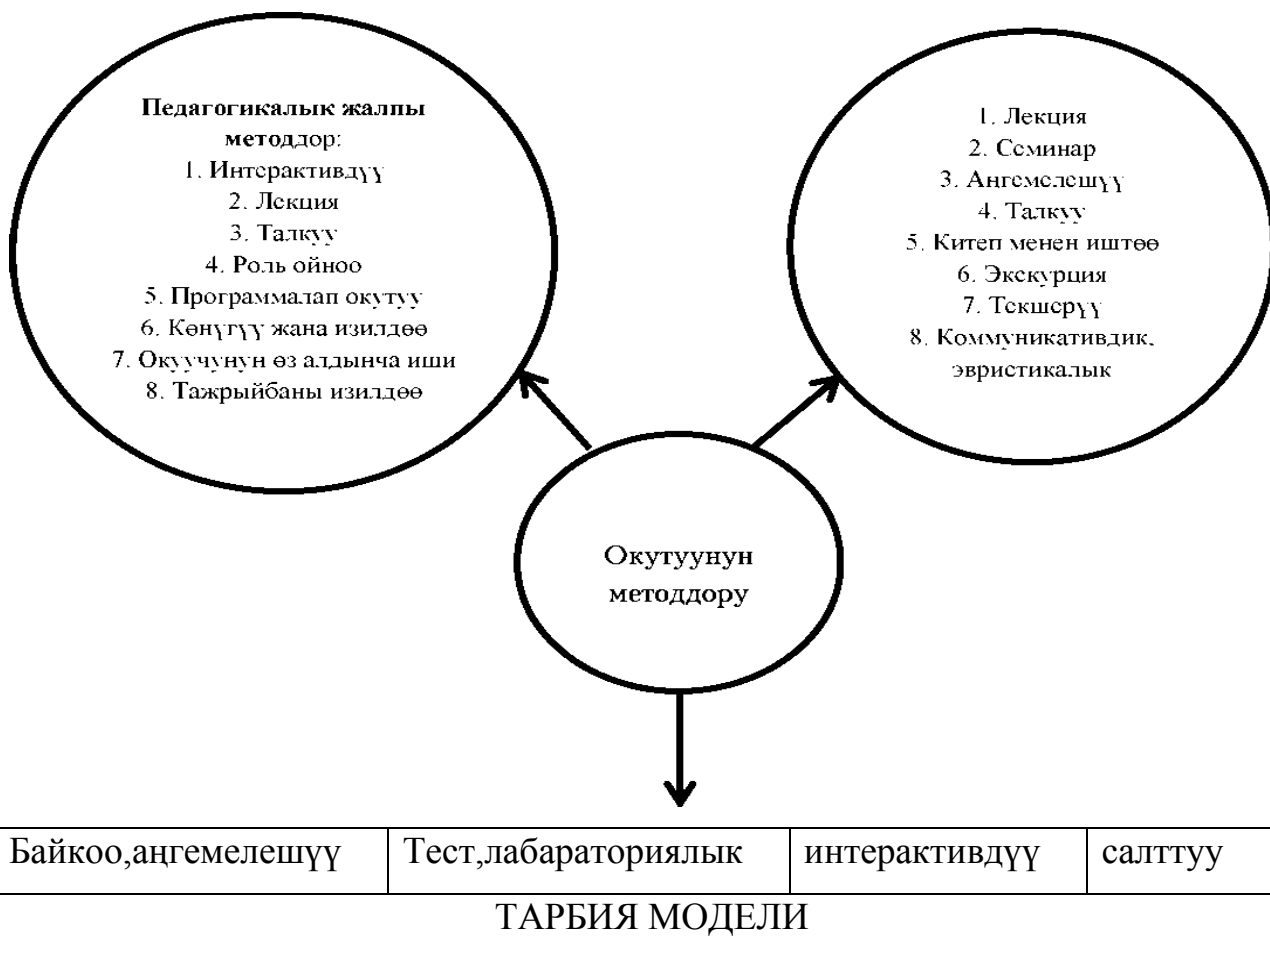 Педагогикалык жалпы
методдор:
1. Интерактивдүү
2. Лекция
3. Талкуу
4. Роль ойноо
5. Программалап окутуу
6. Көнүгүү жана изилдөө
7. Окуучунун өз алдынча иши
8. Тажрыйбаны изилдөө
1. Лекция
2. Семинар
3. Ангемелешүү
4. Талкуу
5. Китеп менен иштөө
6. Экскурция
7. Текшерүү
8. Коммуникативдик,
эвристикалык
Окутуунун
методдору
Байкоо,аңгемелешүү
Тест,лабараториялык
интерактивдүү
салттуу
ТАРБИЯ МОДЕЛИ